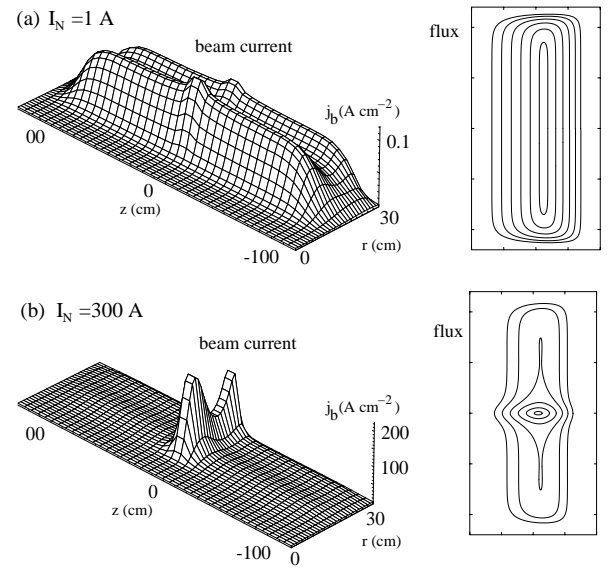 (a) I_N =1 A
beam current
flux
j_b(A cm⁻²)
0.1
00
0
z (cm)
-100
0
30
r (cm)
(b) I_N =300 A
beam current
flux
j_b(A cm⁻²)
200
100
00
0
z (cm)
-100
0
30
r (cm)